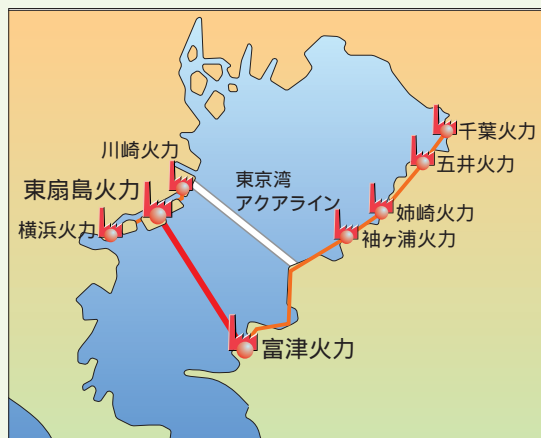 千葉火力
五井火力
川崎火力
東扇島火力
東京湾
アクアライン
姉崎火力
横浜火力
袖ヶ浦火力
富津火力